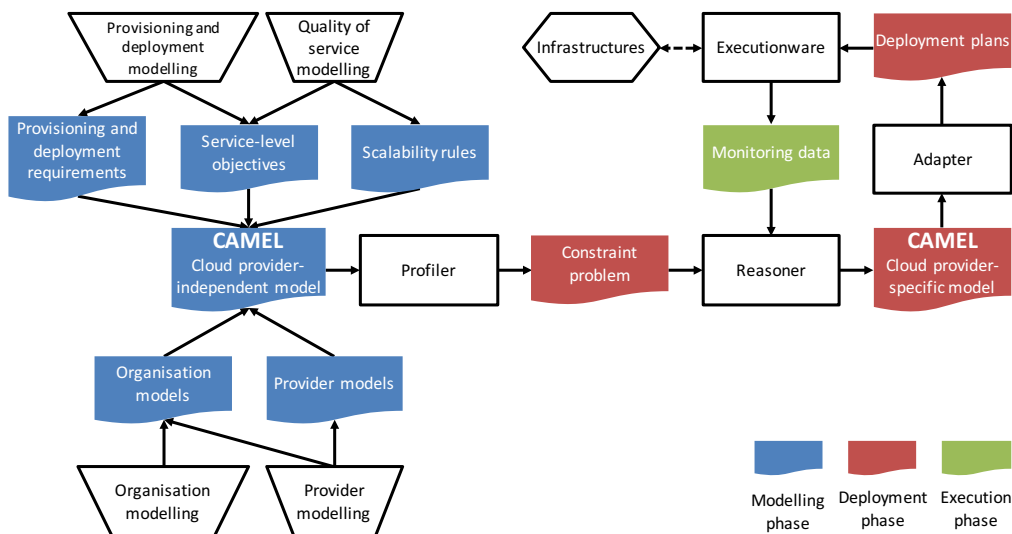 Provisioning and
deployment
modelling
Quality of
service
modelling
Infrastructures
Executionware
Deployment plans
Provisioning and
deployment
requirements
Service-level
objectives
Scalability rules
Monitoring data
Adapter
CAMEL
Cloud provider-
independent model
Profiler
Constraint
problem
Reasoner
CAMEL
Cloud provider-
specific model
Organisation
models
Provider models
Organisation
modelling
Provider
modelling
Modelling
phase
Deployment
phase
Execution
phase